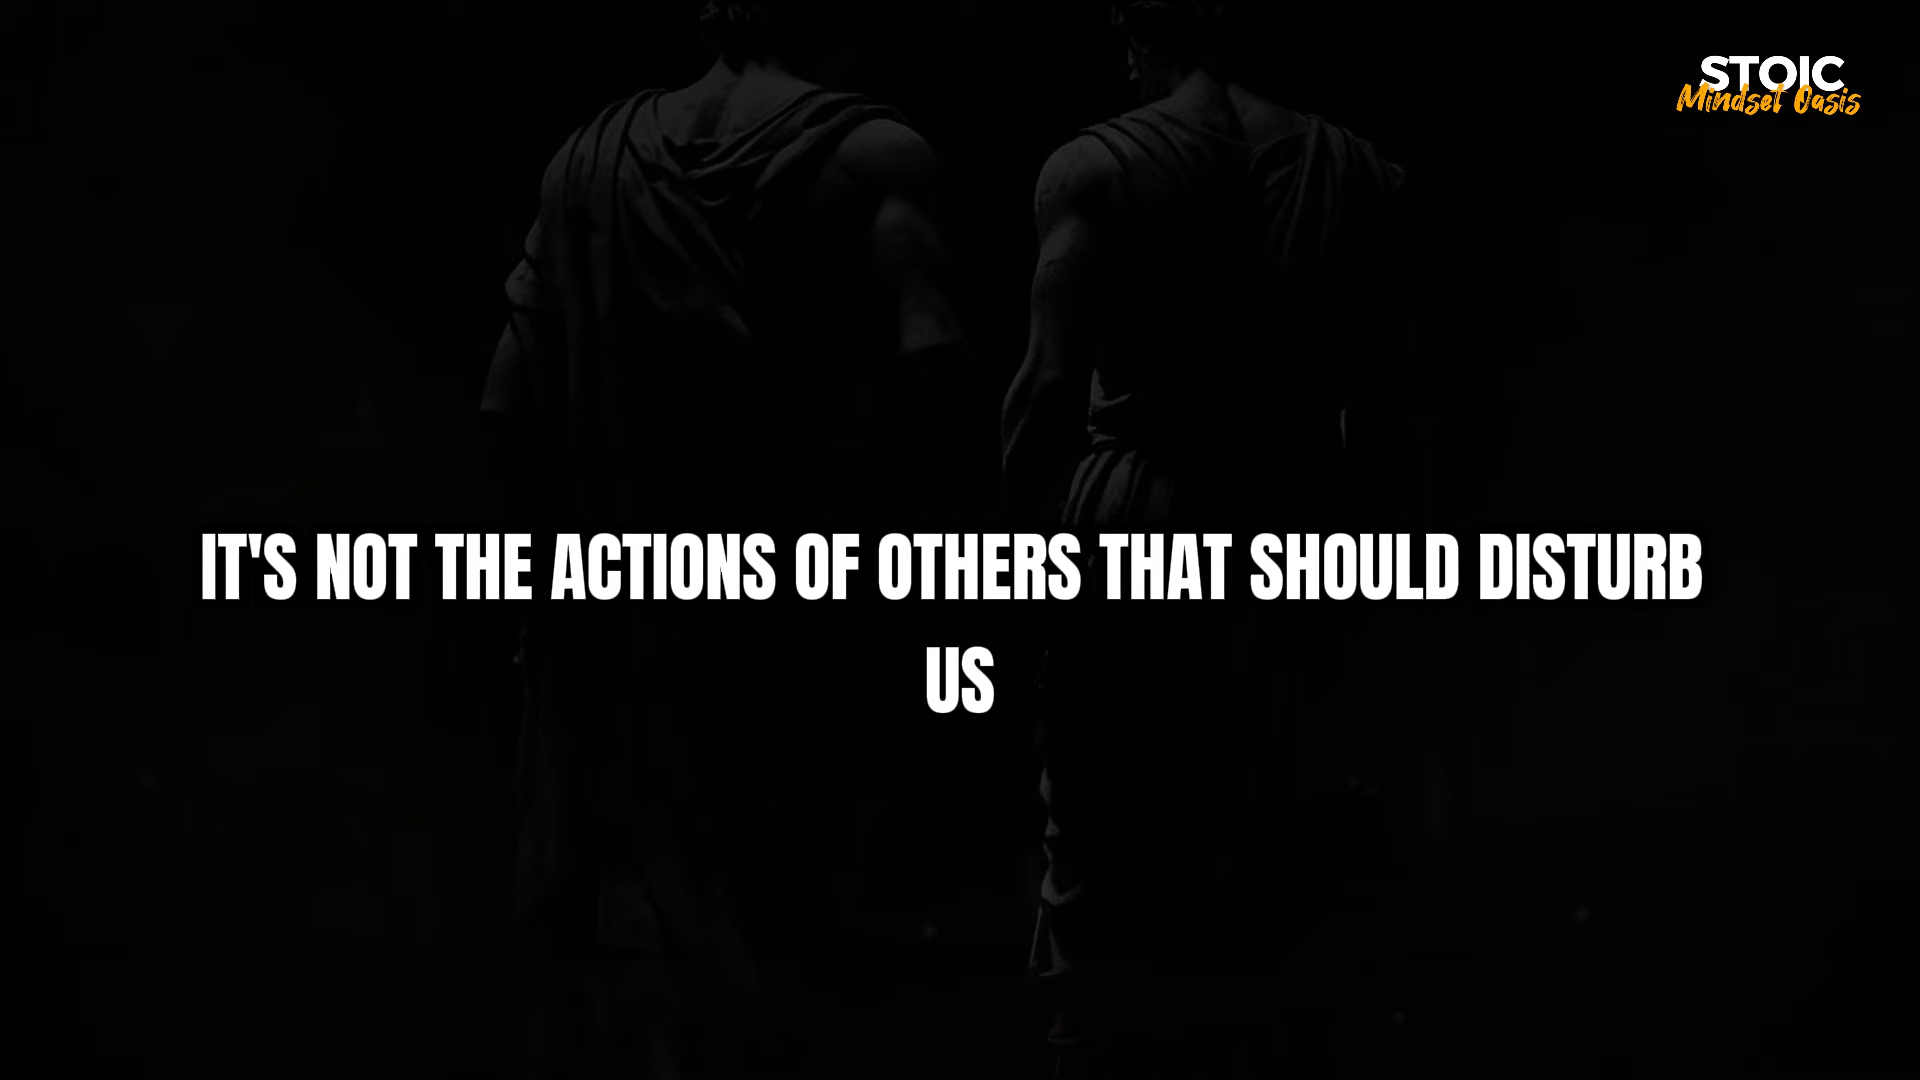 STOIC
Mindset Oasis
IT'S NOT THE ACTIONS OF OTHERS THAT SHOULD DISTURB
US